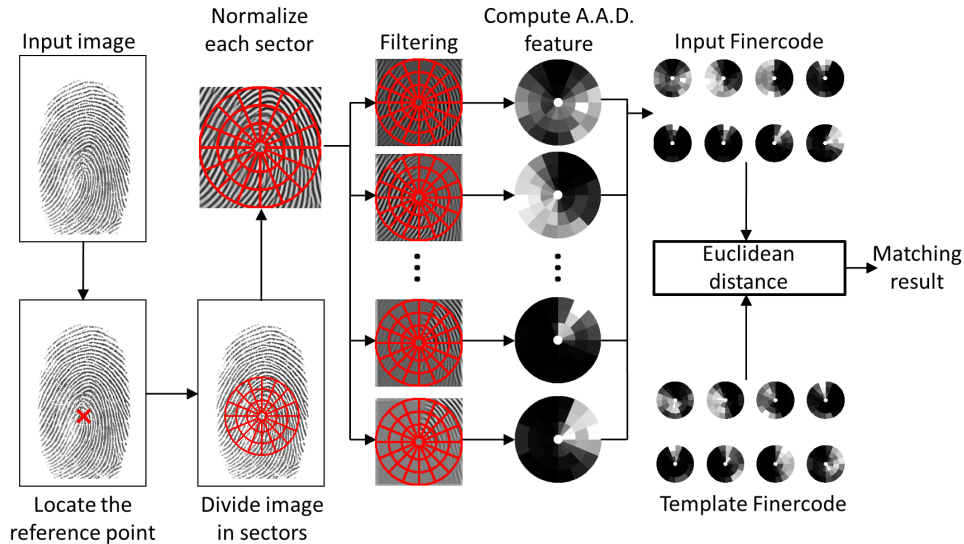 Input image
Normalize
each sector
Filtering
Compute A.A.D.
feature
Input Finercode
Euclidean
distance
Matching
result
Locate the
reference point
Divide image
in sectors
Template Finercode